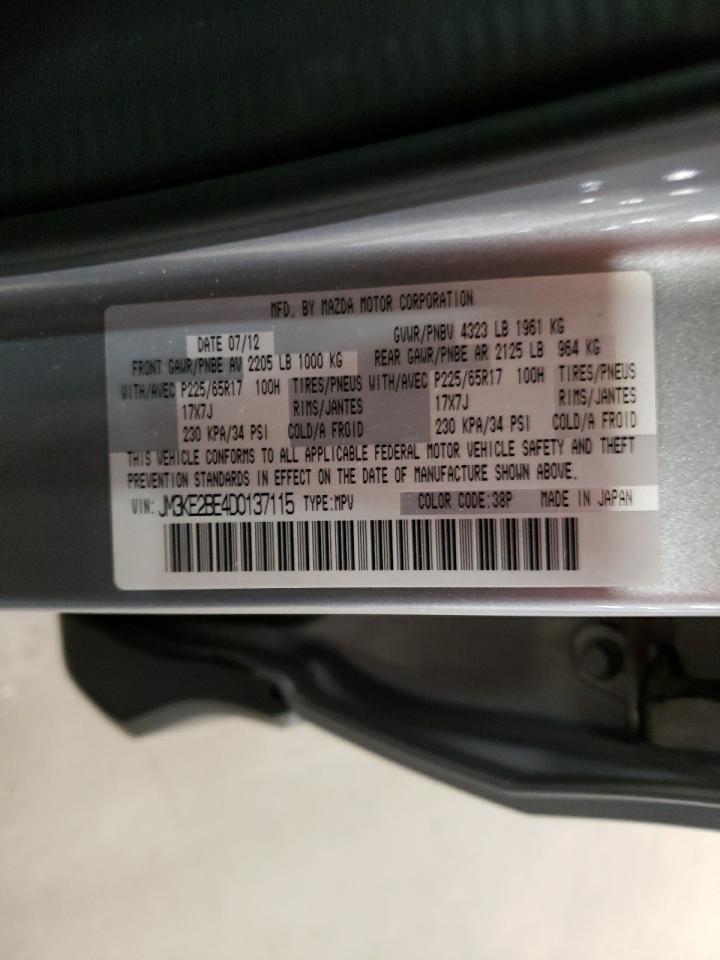 MFD. BY MAZDA MOTOR CORPORATION
DATE 07/12 GVWR/PNBV 4323 LB 1961 KG
FRONT GAWR/PNBE AV 2205 LB 1000 KG REAR GAWR/PNBE AR 2125 LB 964 KG
WITH/AVEC P225/65R17 100H TIRES/PNEUS WITH/AVEC P225/65R17 100H TIRES/PNEUS
17X7J RIMS/JANTES 17X7J RIMS/JANTES
230 KPA/34 PSI COLD/A FROID 230 KPA/34 PSI COLD/A FROID
THIS VEHICLE CONFORMS TO ALL APPLICABLE FEDERAL MOTOR VEHICLE SAFETY AND THEFT
PREVENTION STANDARDS IN EFFECT ON THE DATE OF MANUFACTURE SHOWN ABOVE.
VIN: JM3KE2BE4D0137115 TYPE:MPV COLOR CODE:38P MADE IN JAPAN